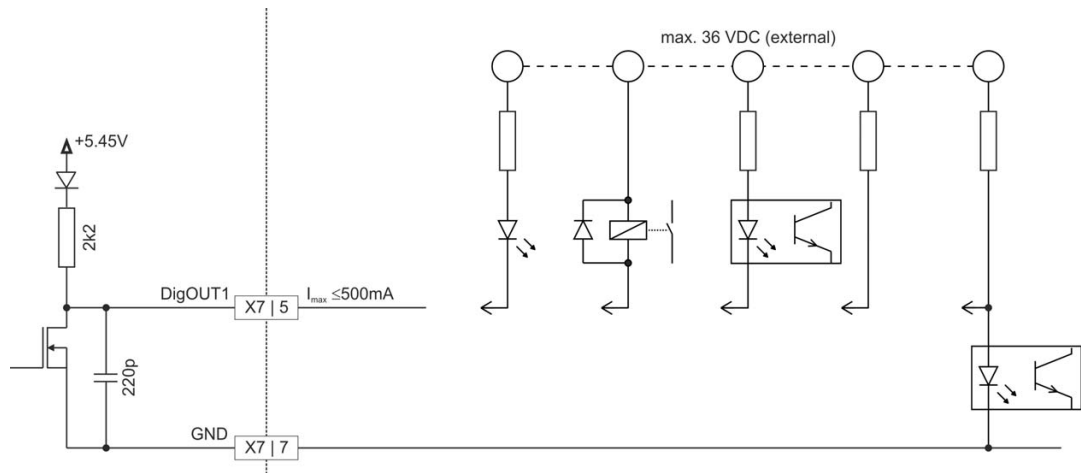 max. 36 VDC (external)
+5.45V
2k2
DigOUT1
X7 | 5
Imax ≤500mA
220p
GND
X7 | 7